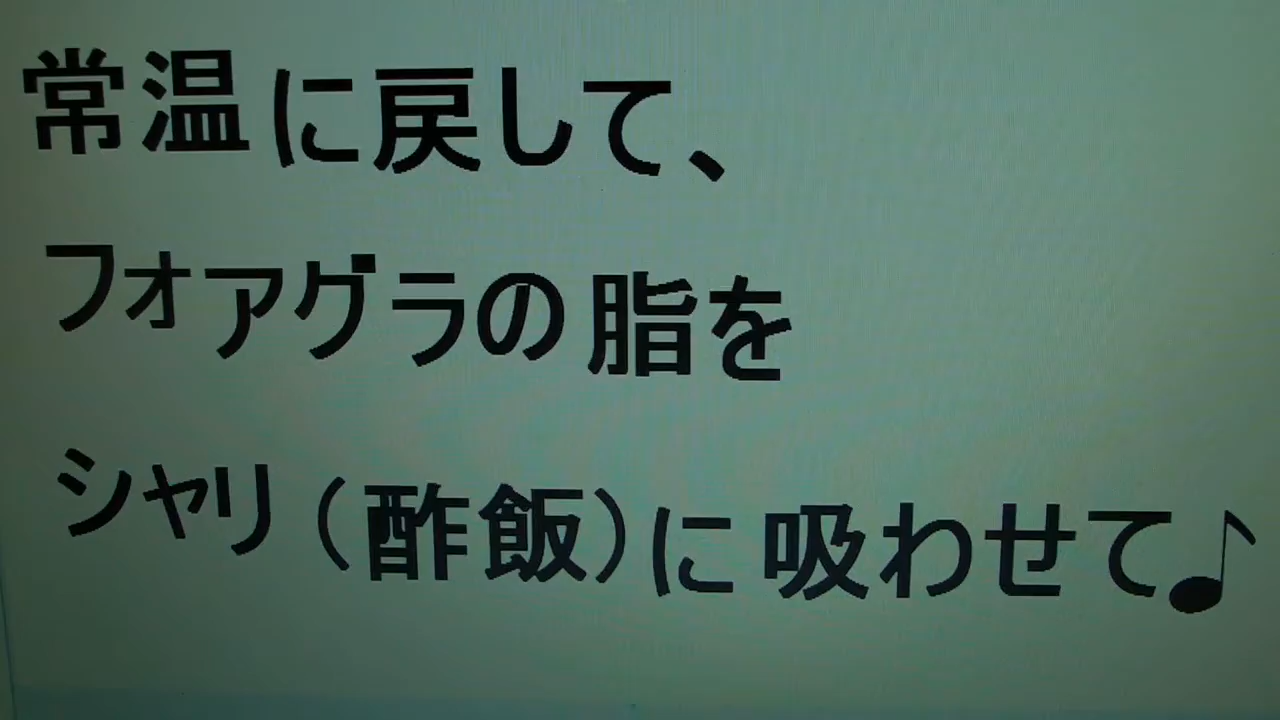 常温に戻して、
フォアグラの脂を
シャリ(酢飯)に吸わせて♪